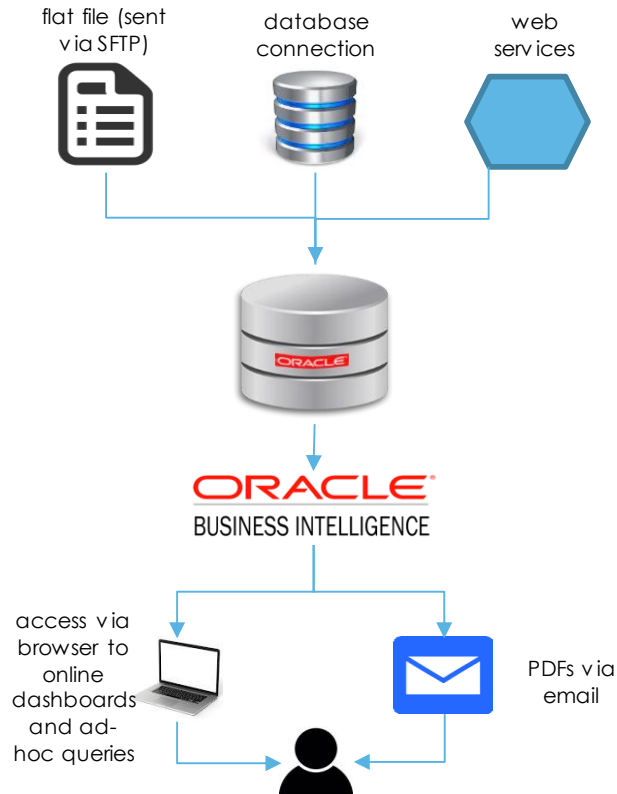 flat file (sent
via SFTP)
database
connection
web
services
ORACLE
ORACLE
BUSINESS INTELLIGENCE
access via
browser to
online
dashboards
and ad-
hoc queries
PDFs via
email